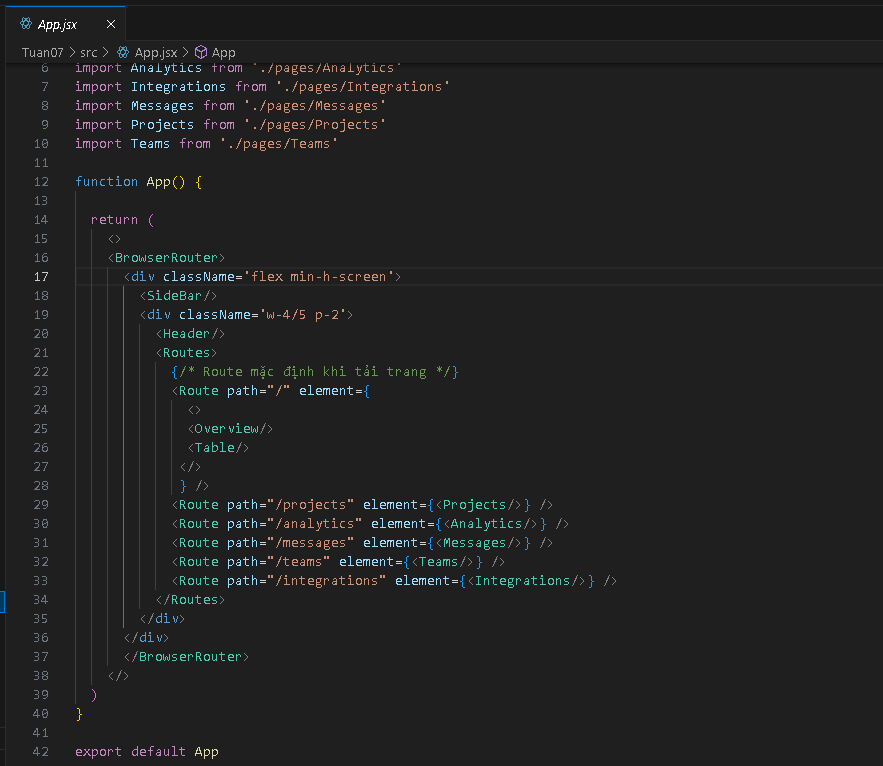 App.jsx
Tuan07 > src > App.jsx > App
6 import Analytics from './pages/Analytics'
7 import Integrations from './pages/Integrations'
8 import Messages from './pages/Messages'
9 import Projects from './pages/Projects'
10 import Teams from './pages/Teams'
11
12 function App() {
13
14 return (
15 <>
16 <BrowserRouter>
17 <div className='flex min-h-screen'>
18 <SideBar/>
19 <div className='w-4/5 p-2'>
20 <Header/>
21 <Routes>
22 {/* Route mặc định khi tải trang */}
23 <Route path="/" element={
24 <>
25 <Overview/>
26 <Table/>
27 </>
28 } />
29 <Route path="/projects" element={<Projects/>} />
30 <Route path="/analytics" element={<Analytics/>} />
31 <Route path="/messages" element={<Messages/>} />
32 <Route path="/teams" element={<Teams/>} />
33 <Route path="/integrations" element={<Integrations/>} />
34 </Routes>
35 </div>
36 </div>
37 </BrowserRouter>
38 </>
39 )
40 }
41
42 export default App